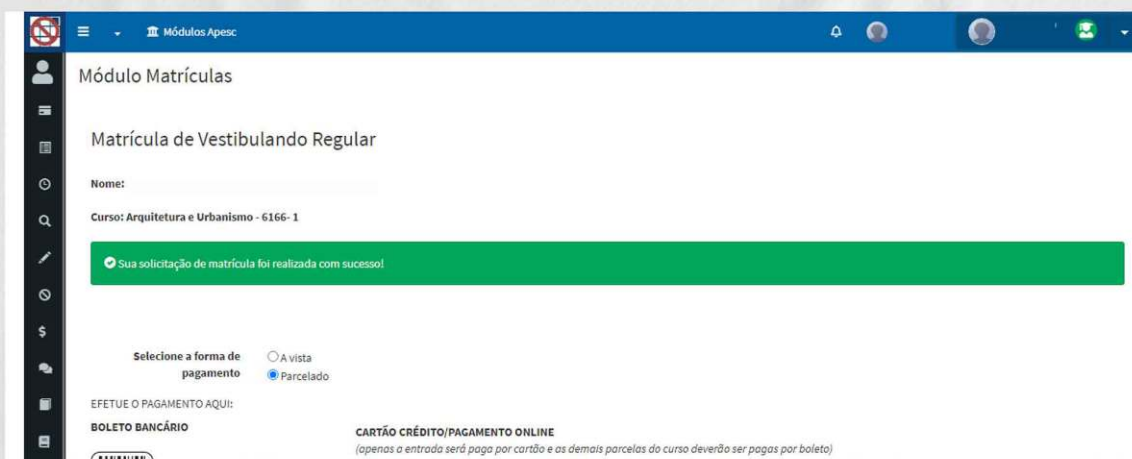 Módulos Apesc
Módulo Matrículas
Matrícula de Vestibulando Regular
Nome:
Curso: Arquitetura e Urbanismo - 6166- 1
Sua solicitação de matrícula foi realizada com sucesso!
Selecione a forma de pagamento
A vista
Parcelado
EFETUE O PAGAMENTO AQUI:
BOLETO BANCÁRIO
CARTÃO CRÉDITO/PAGAMENTO ONLINE
(apenas a entrada será paga por cartão e as demais parcelas do curso deverão ser pagas por boleto)